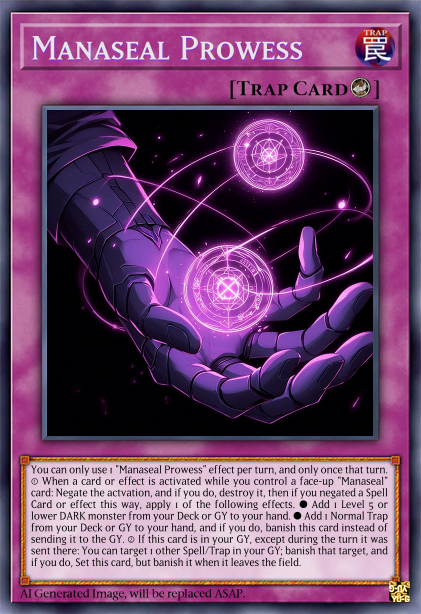 Manaseal Prowess
TRAP
罠
[Trap Card]
You can only use 1 "Manaseal Prowess" effect per turn, and only once that turn.
① When a card or effect is activated while you control a face-up "Manaseal"
card: Negate the actvation, and if you do, destroy it, then if you negated a Spell
Card or effect this way, apply 1 of the following effects. ● Add 1 Level 5 or
lower DARK monster from your Deck or GY to your hand. ● Add 1 Normal Trap
from your Deck or GY to your hand, and if you do, banish this card instead of
sending it to the GY. ② If this card is in your GY, except during the turn it was
sent there: You can target 1 other Spell/Trap in your GY; banish that target, and
if you do, Set this card, but banish it when it leaves the field.
AI Generated Image, will be replaced ASAP.